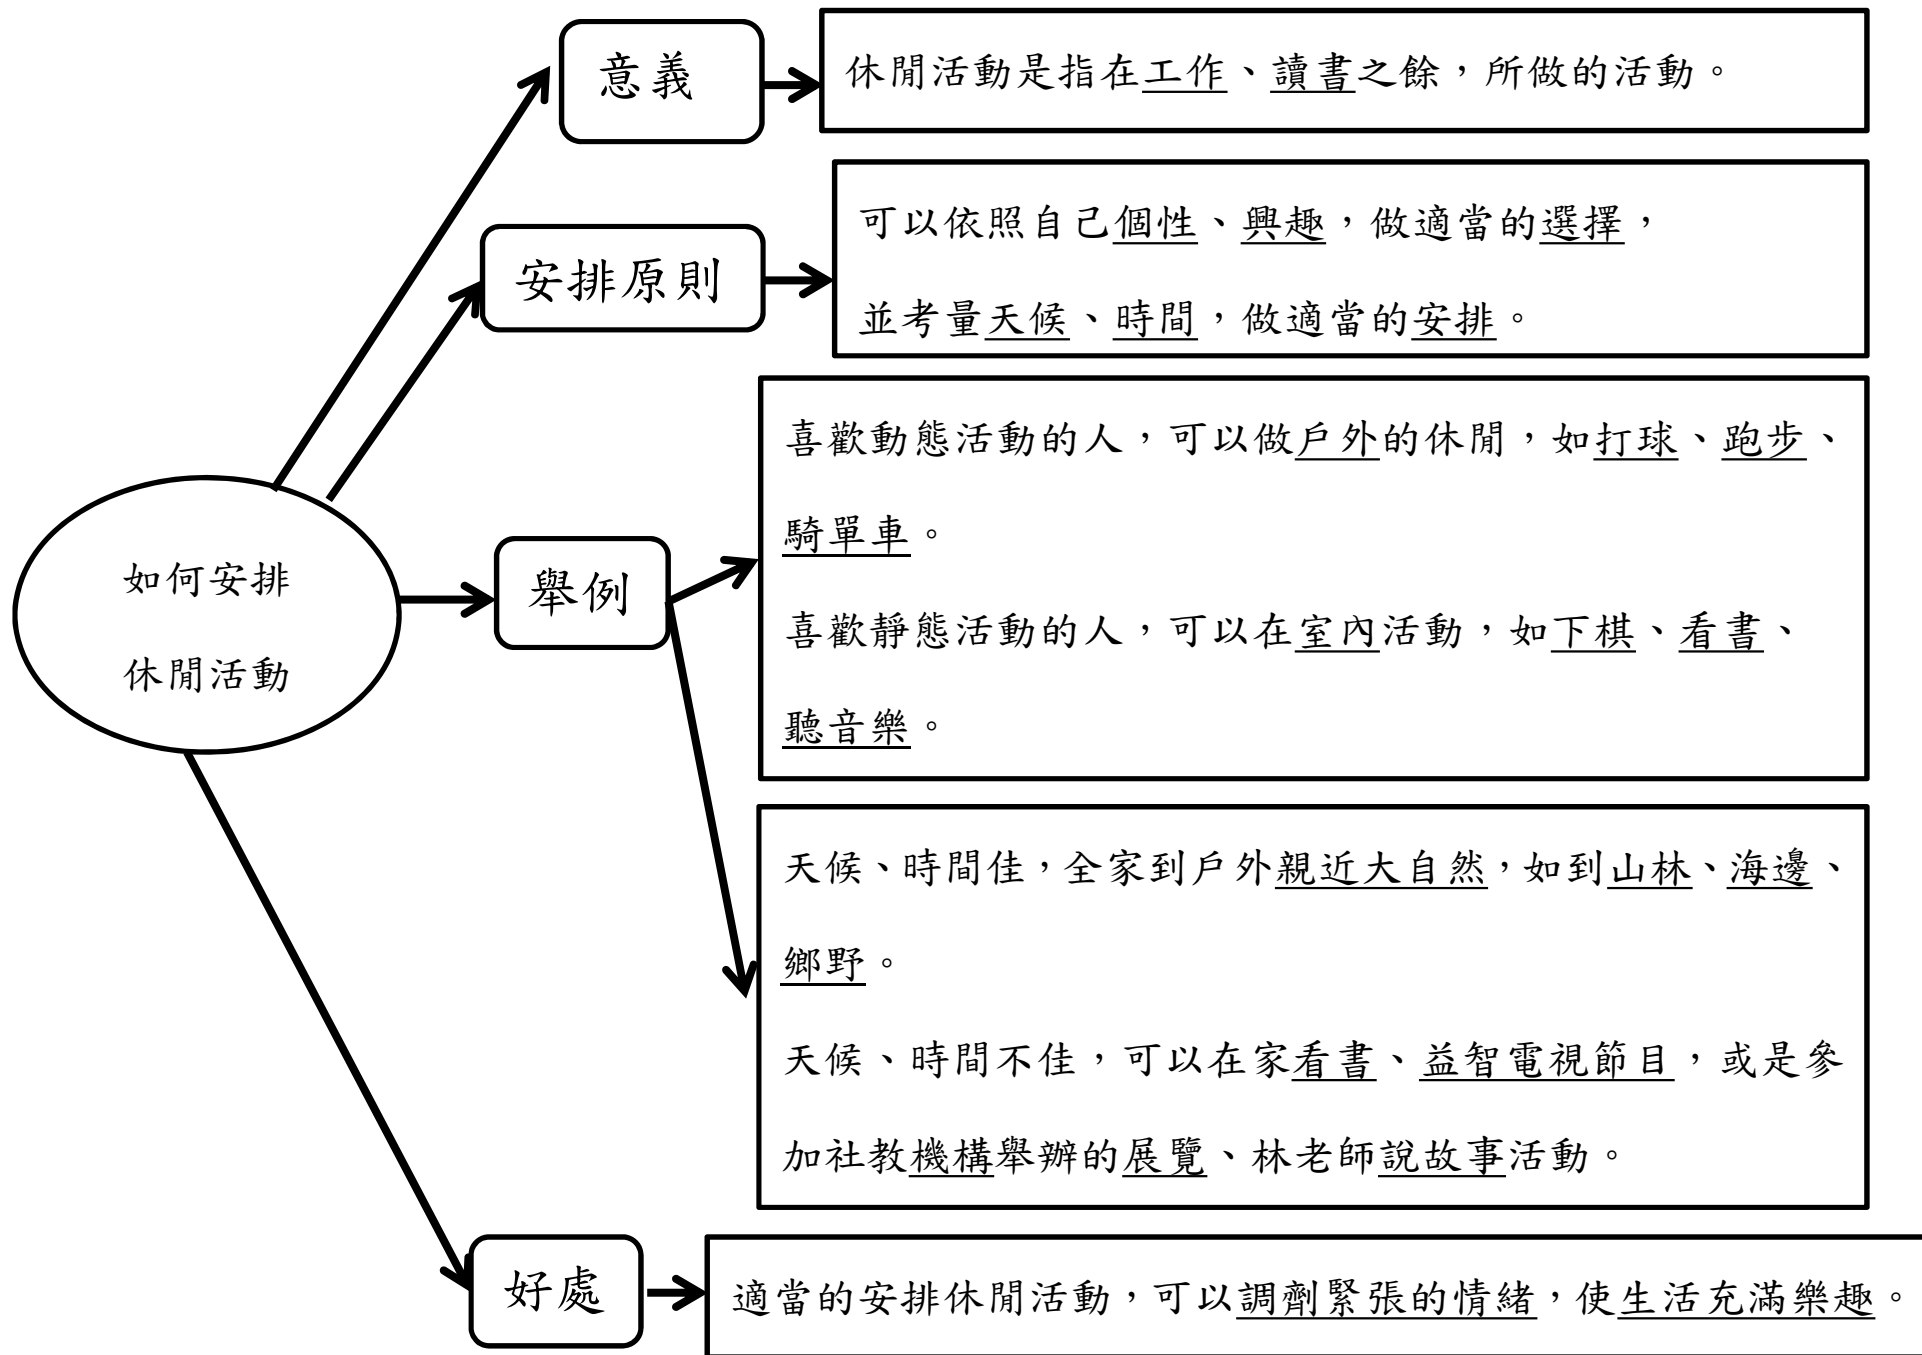 意義
休閒活動是指在工作、讀書之餘，所做的活動。
安排原則
可以依照自己個性、興趣，做適當的選擇，
並考量天候、時間，做適當的安排。
如何安排
休閒活動
舉例
喜歡動態活動的人，可以做戶外的休閒，如打球、跑步、
騎單車。
喜歡靜態活動的人，可以在室內活動，如下棋、看書、
聽音樂。
天候、時間佳，全家到戶外親近大自然，如到山林、海邊、
鄉野。
天候、時間不佳，可以在家看書、益智電視節目，或是參
加社教機構舉辦的展覽、林老師說故事活動。
好處
適當的安排休閒活動，可以調劑緊張的情緒，使生活充滿樂趣。